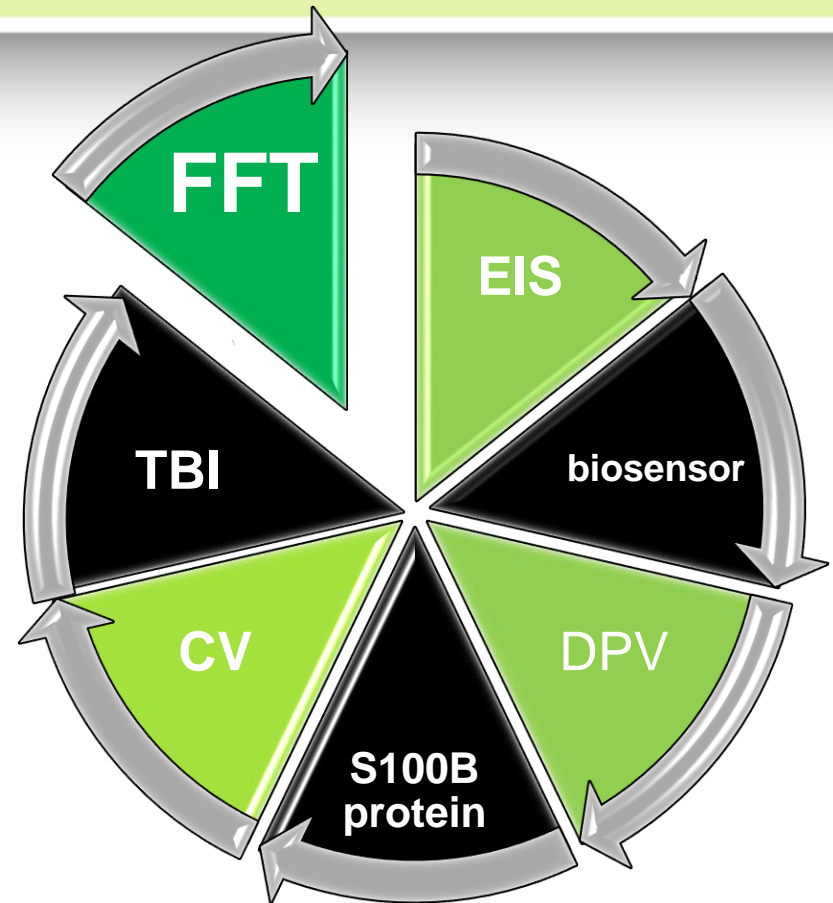 FFT
EIS
biosensor
DPV
S100B
protein
CV
TBI